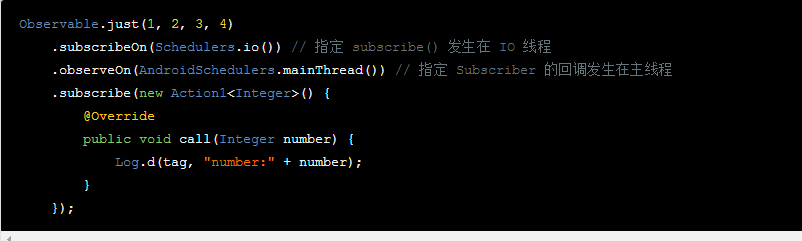 Observable.just(1, 2, 3, 4)
.subscribeOn(Schedulers.io()) // 指定 subscribe() 发生在 IO 线程
.observeOn(AndroidSchedulers.mainThread()) // 指定 Subscriber 的回调发生在主线程
.subscribe(new Action1<Integer>() {
@Override
public void call(Integer number) {
Log.d(tag, "number:" + number);
}
});